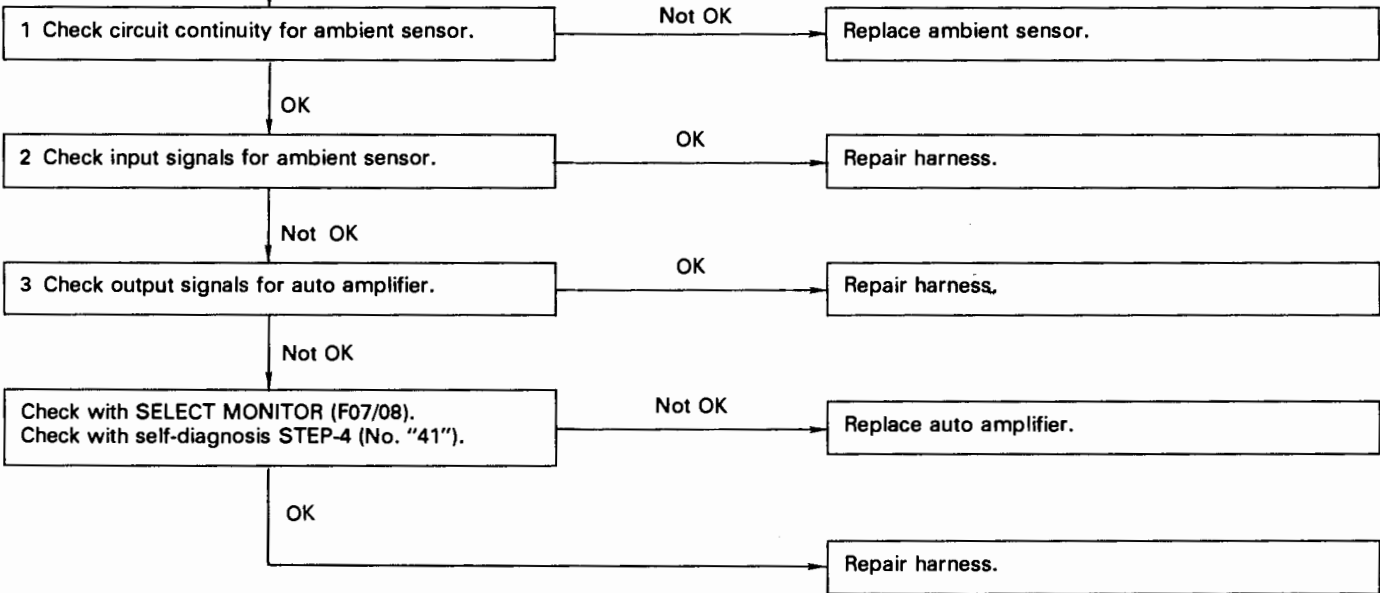 Not OK
1 Check circuit continuity for ambient sensor.
Replace ambient sensor.
OK
OK
2 Check input signals for ambient sensor.
Repair harness.
Not OK
OK
3 Check output signals for auto amplifier.
Repair harness.
Not OK
Not OK
Check with SELECT MONITOR (F07/08).
Check with self-diagnosis STEP-4 (No. "41").
Replace auto amplifier.
OK
Repair harness.